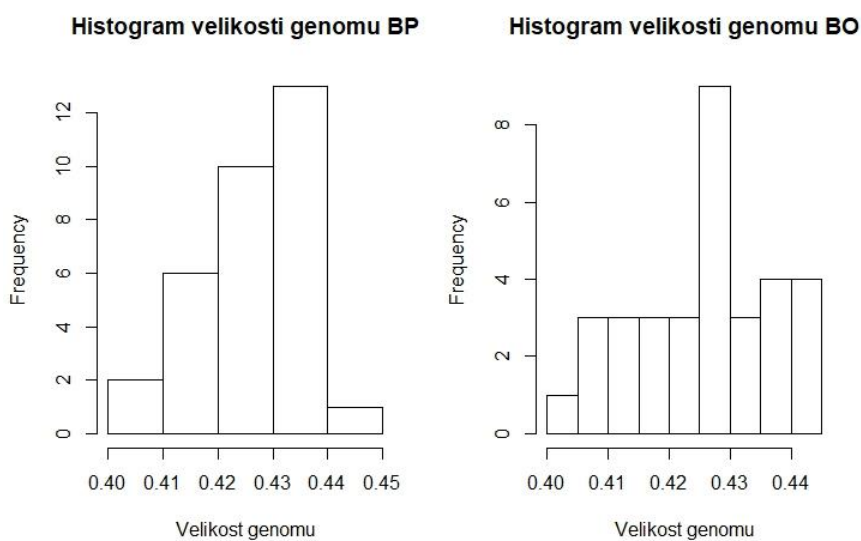 Histogram velikosti genomu BP
Frequency
0
2
4
6
8
10
12
0.40 0.41 0.42 0.43 0.44 0.45
Velikost genomu
Histogram velikosti genomu BO
Frequency
0
2
4
6
8
0.40 0.41 0.42 0.43 0.44
Velikost genomu